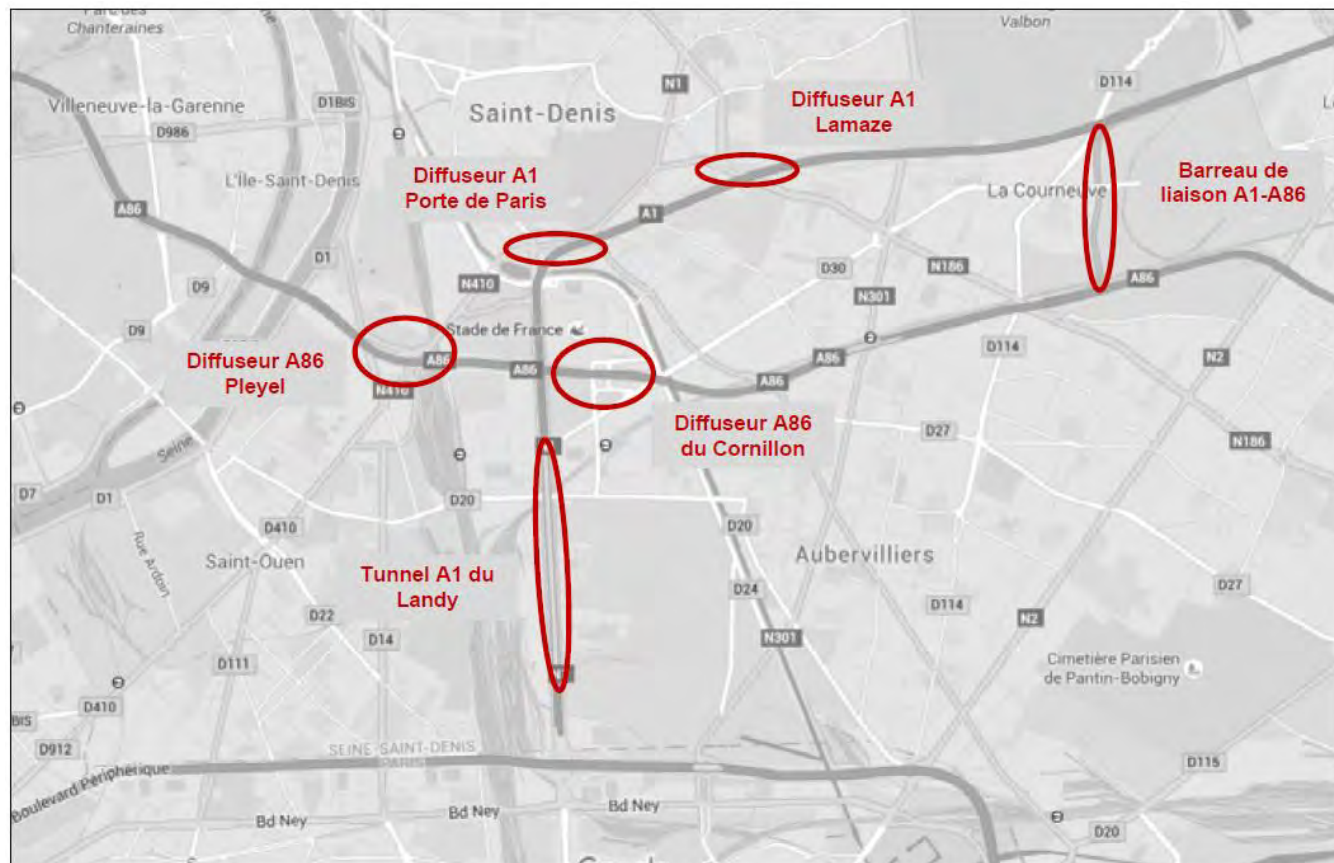 Chanteraines
Valbon
Villeneuve-la-Garenne
D1BIS
D986
N1
D114
Saint-Denis
Diffuseur A1
Lamaze
L'Île-Saint-Denis
Diffuseur A1
Porte de Paris
La Courneuve
Barreau de
liaison A1-A86
A86
A1
D1
D30
N186
A86
D9
N410
N301
Stade de France
D9
D114
Diffuseur A86
Pleyel
A86
A86
A86
A86
N2
N410
Diffuseur A86
du Cornillon
D27
N186
Seine
D7
D1
D20
D20
D410
Rue Ardoin
Saint-Ouen
Aubervilliers
Tunnel A1 du
Landy
D24
D27
D22
D114
D14
N2
N301
D111
Cimetière Parisien
de Pantin-Bobigny
D410
BIS
D912
SEINE-SAINT-DENIS
PARIS
Boulevard Périphérique
D115
Bd Ney
Bd Ney
Bd Ney
D20